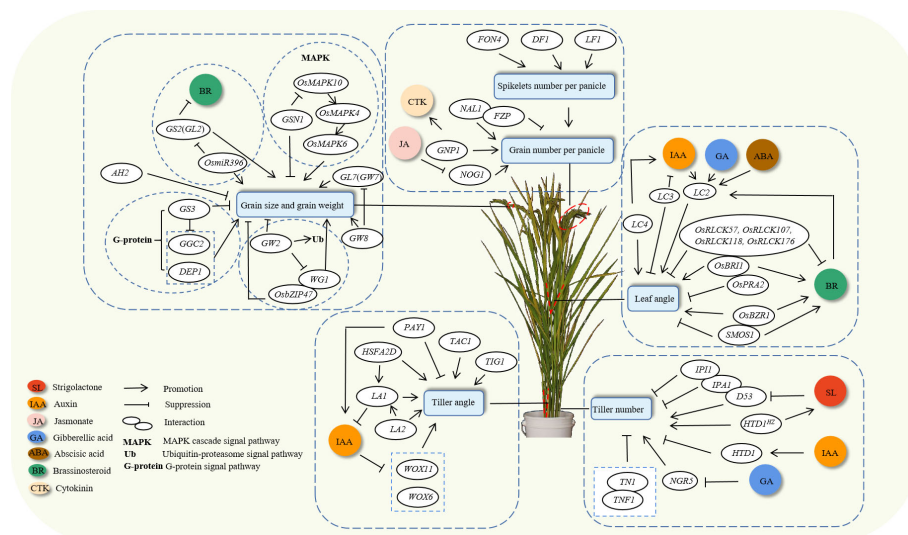 MAPK
OsMAPK10
BR
GSN1
OsMAPK4
GS2(GL2)
OsMAPK6
OsmiR396
AH2
GL7(GW7)
Grain size and grain weight
GS3
G-protein
GGC2
GW2
Ub
GW8
DEP1
WG1
OsbZIP47
FON4
DF1
LF1
Spikelets number per panicle
CTK
NAL1
FZP
JA
GNP1
Grain number per panicle
NOG1
IAA
GA
ABA
LC3
LC2
LC4
OsRLCK57, OsRLCK107,
OsRLCK118, OsRLCK176
OsBRI1
OsPRA2
BR
Leaf angle
OsBZR1
SMOS1
PAY1
TAC1
HSFA2D
TIG1
LA1
Tiller angle
LA2
IAA
WOX11
WOX6
IPI1
IPA1
SL
D53
Tiller number
HTD1HZ
HTD1
IAA
TN1
NGR5
GA
TNF1
SL Strigolactone Promotion
IAA Auxin Suppression
JA Jasmonate Interaction
GA Gibberellic acid MAPK MAPK cascade signal pathway
ABA Abscisic acid Ub Ubiquitin-proteasome signal pathway
BR Brassinosteroid G-protein G-protein signal pathway
CTK Cytokinin